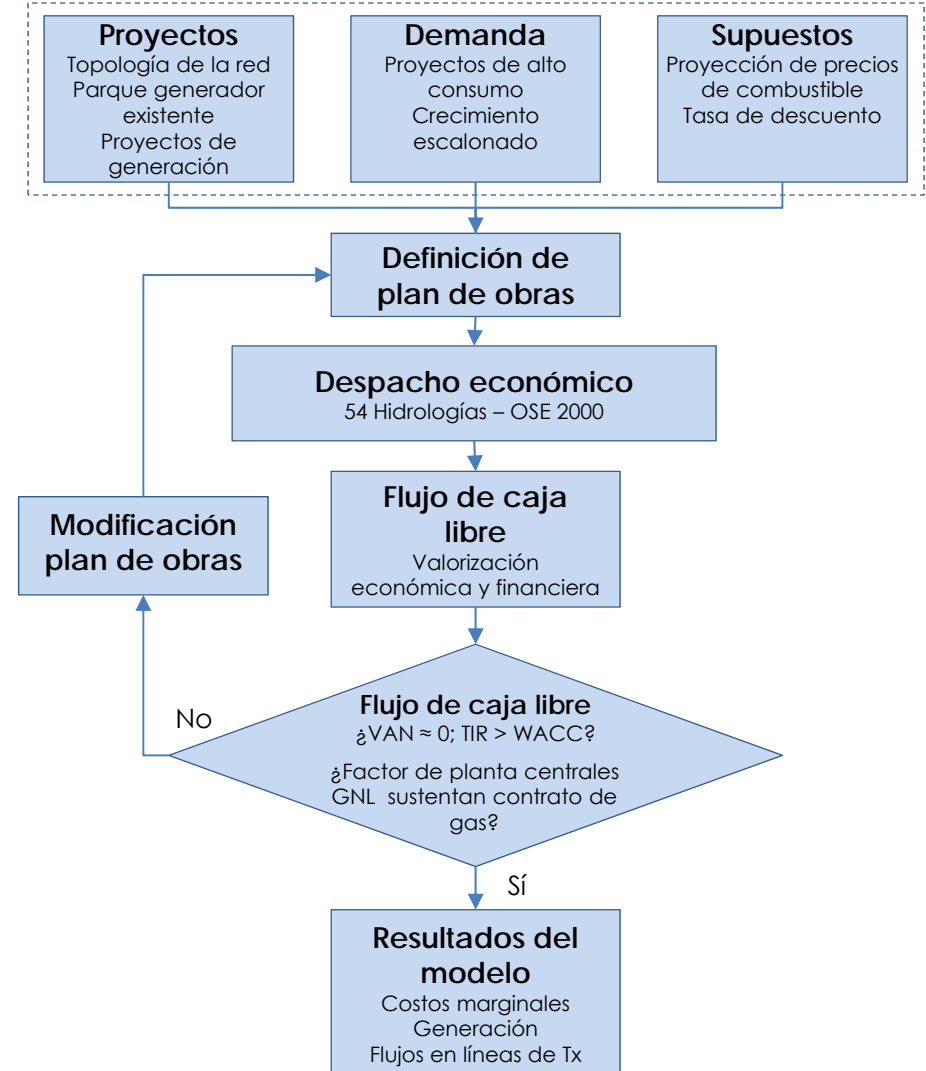 Proyectos
Topología de la red
Parque generador
existente
Proyectos de
generación
Demanda
Proyectos de alto
consumo
Crecimiento
escalonado
Supuestos
Proyección de precios
de combustible
Tasa de descuento
Definición de
plan de obras
Despacho económico
54 Hidrologías – OSE 2000
Flujo de caja
libre
Valorización
económica y financiera
Modificación
plan de obras
No
Flujo de caja libre
¿VAN ≈ 0; TIR > WACC?
¿Factor de planta centrales
GNL sustentan contrato de
gas?
Sí
Resultados del
modelo
Costos marginales
Generación
Flujos en líneas de Tx